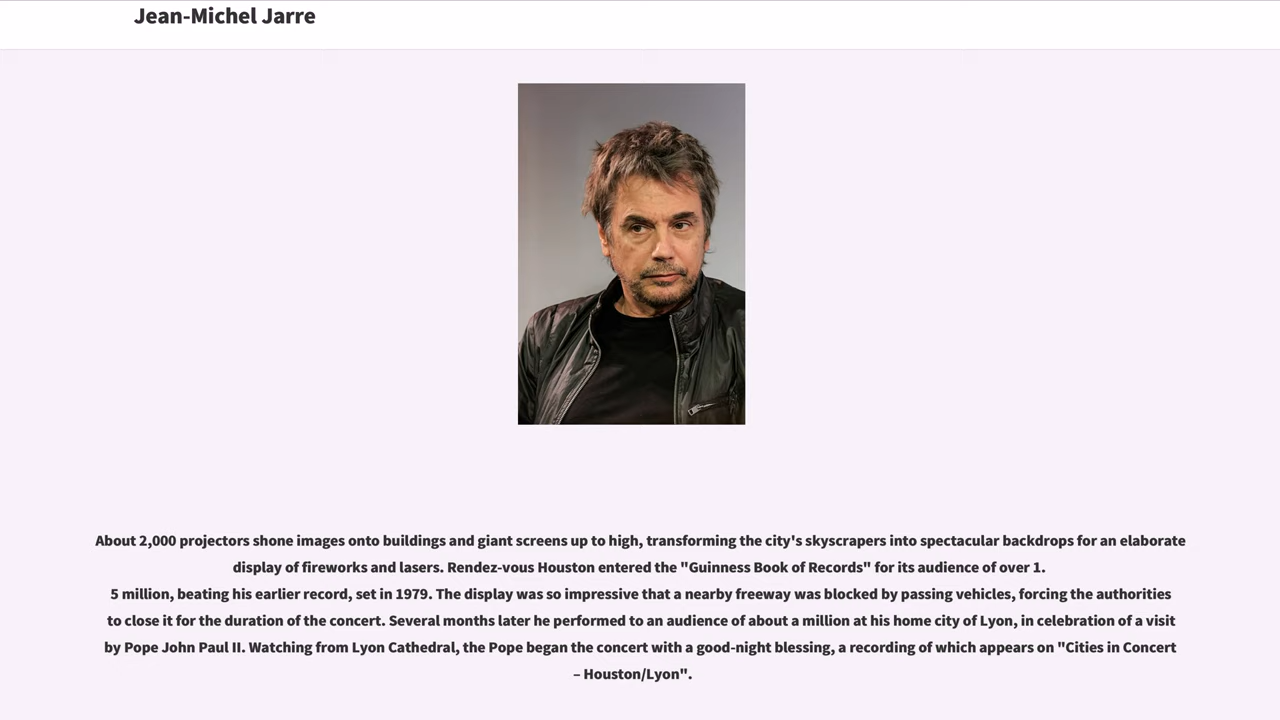 Jean-Michel Jarre
About 2,000 projectors shone images onto buildings and giant screens up to high, transforming the city's skyscrapers into spectacular backdrops for an elaborate
display of fireworks and lasers. Rendez-vous Houston entered the "Guinness Book of Records" for its audience of over 1.
5 million, beating his earlier record, set in 1979. The display was so impressive that a nearby freeway was blocked by passing vehicles, forcing the authorities
to close it for the duration of the concert. Several months later he performed to an audience of about a million at his home city of Lyon, in celebration of a visit
by Pope John Paul II. Watching from Lyon Cathedral, the Pope began the concert with a good-night blessing, a recording of which appears on "Cities in Concert
– Houston/Lyon".